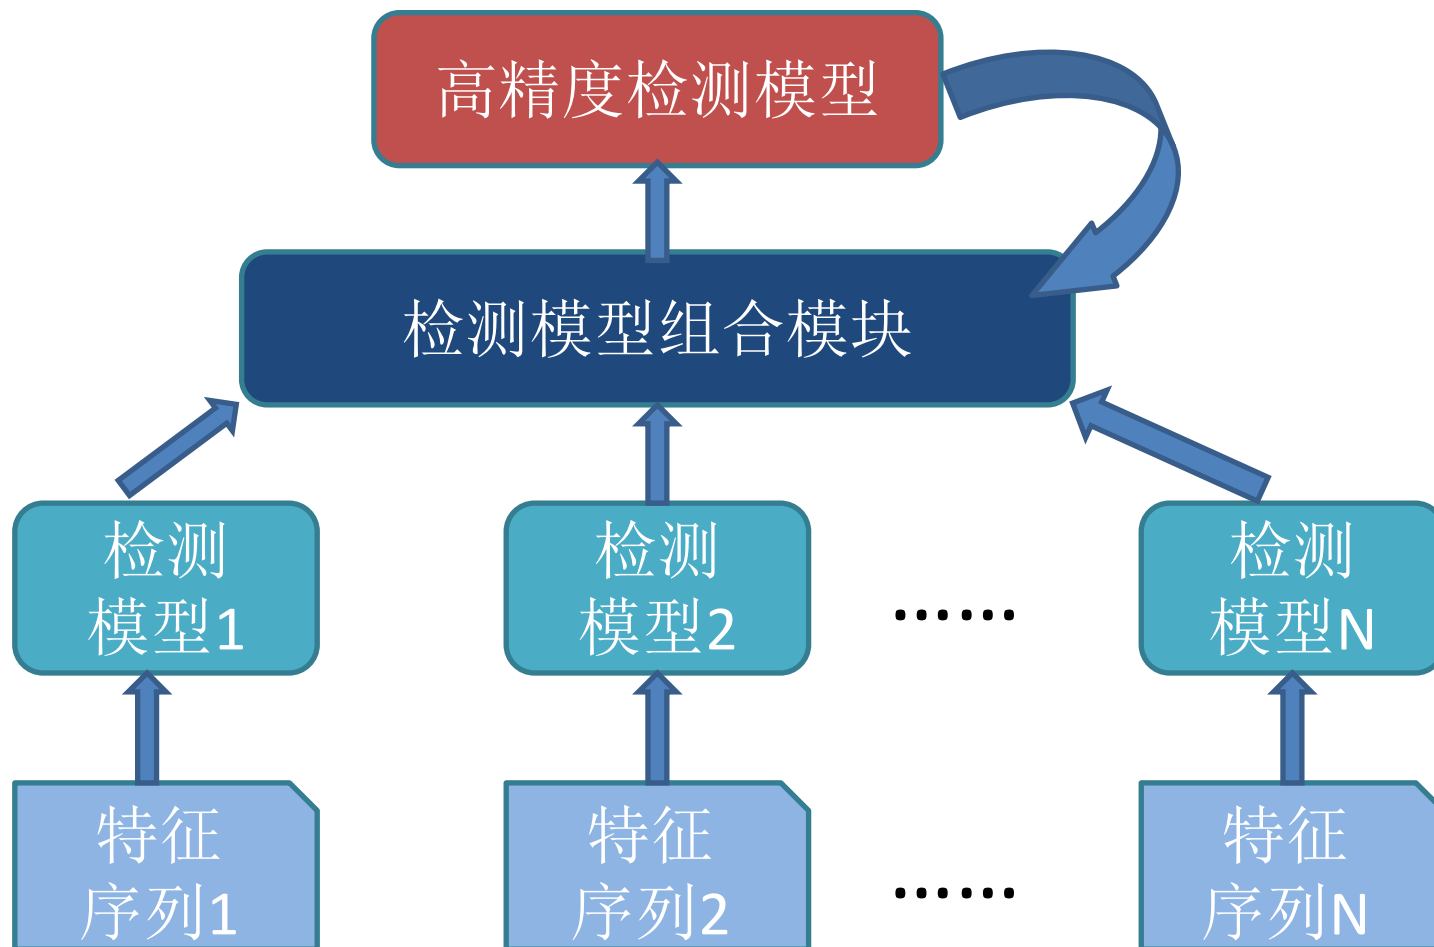 高精度检测模型
检测模型组合模块
检测
模型1
检测
模型2
……
检测
模型N
特征
序列1
特征
序列2
……
特征
序列N